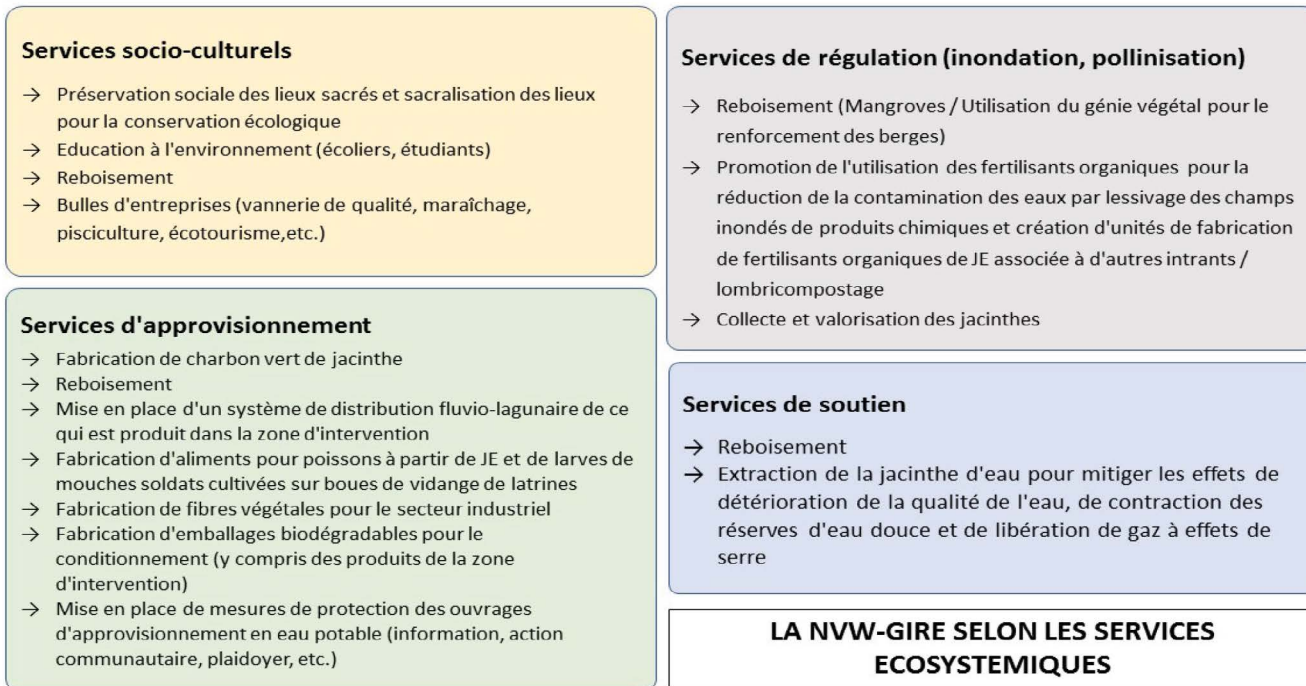 Services socio-culturels
→ Préservation sociale des lieux sacrés et sacralisation des lieux
pour la conservation écologique
→ Education à l'environnement (écoliers, étudiants)
→ Reboisement
→ Bulles d'entreprises (vannerie de qualité, maraîchage,
pisciculture, écotourisme,etc.)
Services d'approvisionnement
→ Fabrication de charbon vert de jacinthe
→ Reboisement
→ Mise en place d'un système de distribution fluvio-lagunaire de ce
qui est produit dans la zone d'intervention
→ Fabrication d'aliments pour poissons à partir de JE et de larves de
mouches soldats cultivées sur boues de vidange de latrines
→ Fabrication de fibres végétales pour le secteur industriel
→ Fabrication d'emballages biodégradables pour le
conditionnement (y compris des produits de la zone
d'intervention)
→ Mise en place de mesures de protection des ouvrages
d'approvisionnement en eau potable (information, action
communautaire, plaidoyer, etc.)
Services de régulation (inondation, pollinisation)
→ Reboisement (Mangroves / Utilisation du génie végétal pour le
renforcement des berges)
→ Promotion de l'utilisation des fertilisants organiques pour la
réduction de la contamination des eaux par lessivage des champs
inondés de produits chimiques et création d'unités de fabrication
de fertilisants organiques de JE associée à d'autres intrants /
lombricompostage
→ Collecte et valorisation des jacinthes
Services de soutien
→ Reboisement
→ Extraction de la jacinthe d'eau pour mitiger les effets de
détérioration de la qualité de l'eau, de contraction des
réserves d'eau douce et de libération de gaz à effets de
serre
LA NVW-GIRE SELON LES SERVICES
ECOSYSTEMIQUES